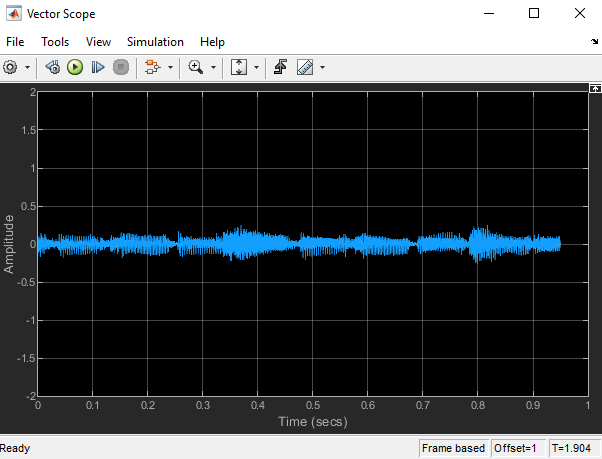 Vector Scope
File Tools View Simulation Help
2
1.5
1
0.5
0
-0.5
-1
-1.5
-2
Amplitude
0 0.1 0.2 0.3 0.4 0.5 0.6 0.7 0.8 0.9 1
Time (secs)
Ready Frame based Offset=1 T=1.904